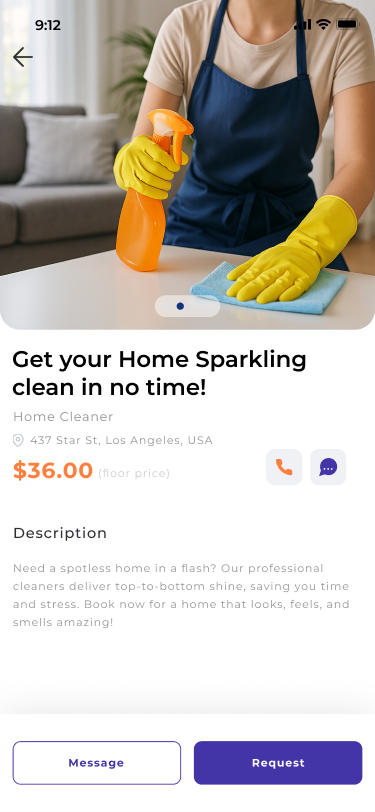 9:12
Get your Home Sparkling
clean in no time!
Home Cleaner
437 Star St, Los Angeles, USA
$36.00 (floor price)
Description
Need a spotless home in a flash? Our professional
cleaners deliver top-to-bottom shine, saving you time
and stress. Book now for a home that looks, feels, and
smells amazing!
Message Request